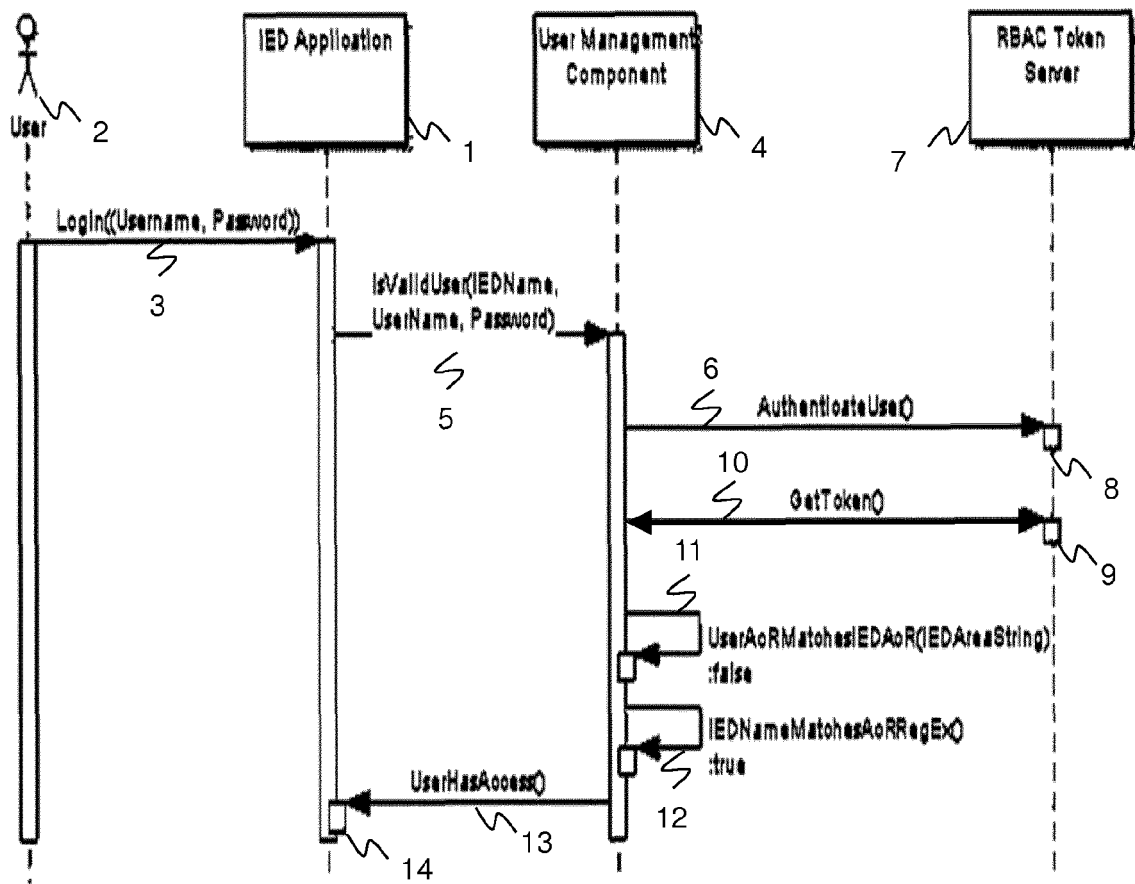 IED Application
User Management
Component
RBAC Token
Server
User
2
1
4
7
Login((Username, Password))
3
IsValidUser(IEDName,
UserName, Password)
5
6
AuthenticateUser()
8
10
GetToken()
9
11
UserAoRMatchesIEDAoR(IEDAreaString)
:false
IEDNameMatchesAoRRegEx()
:true
12
UserHasAccess()
13
14